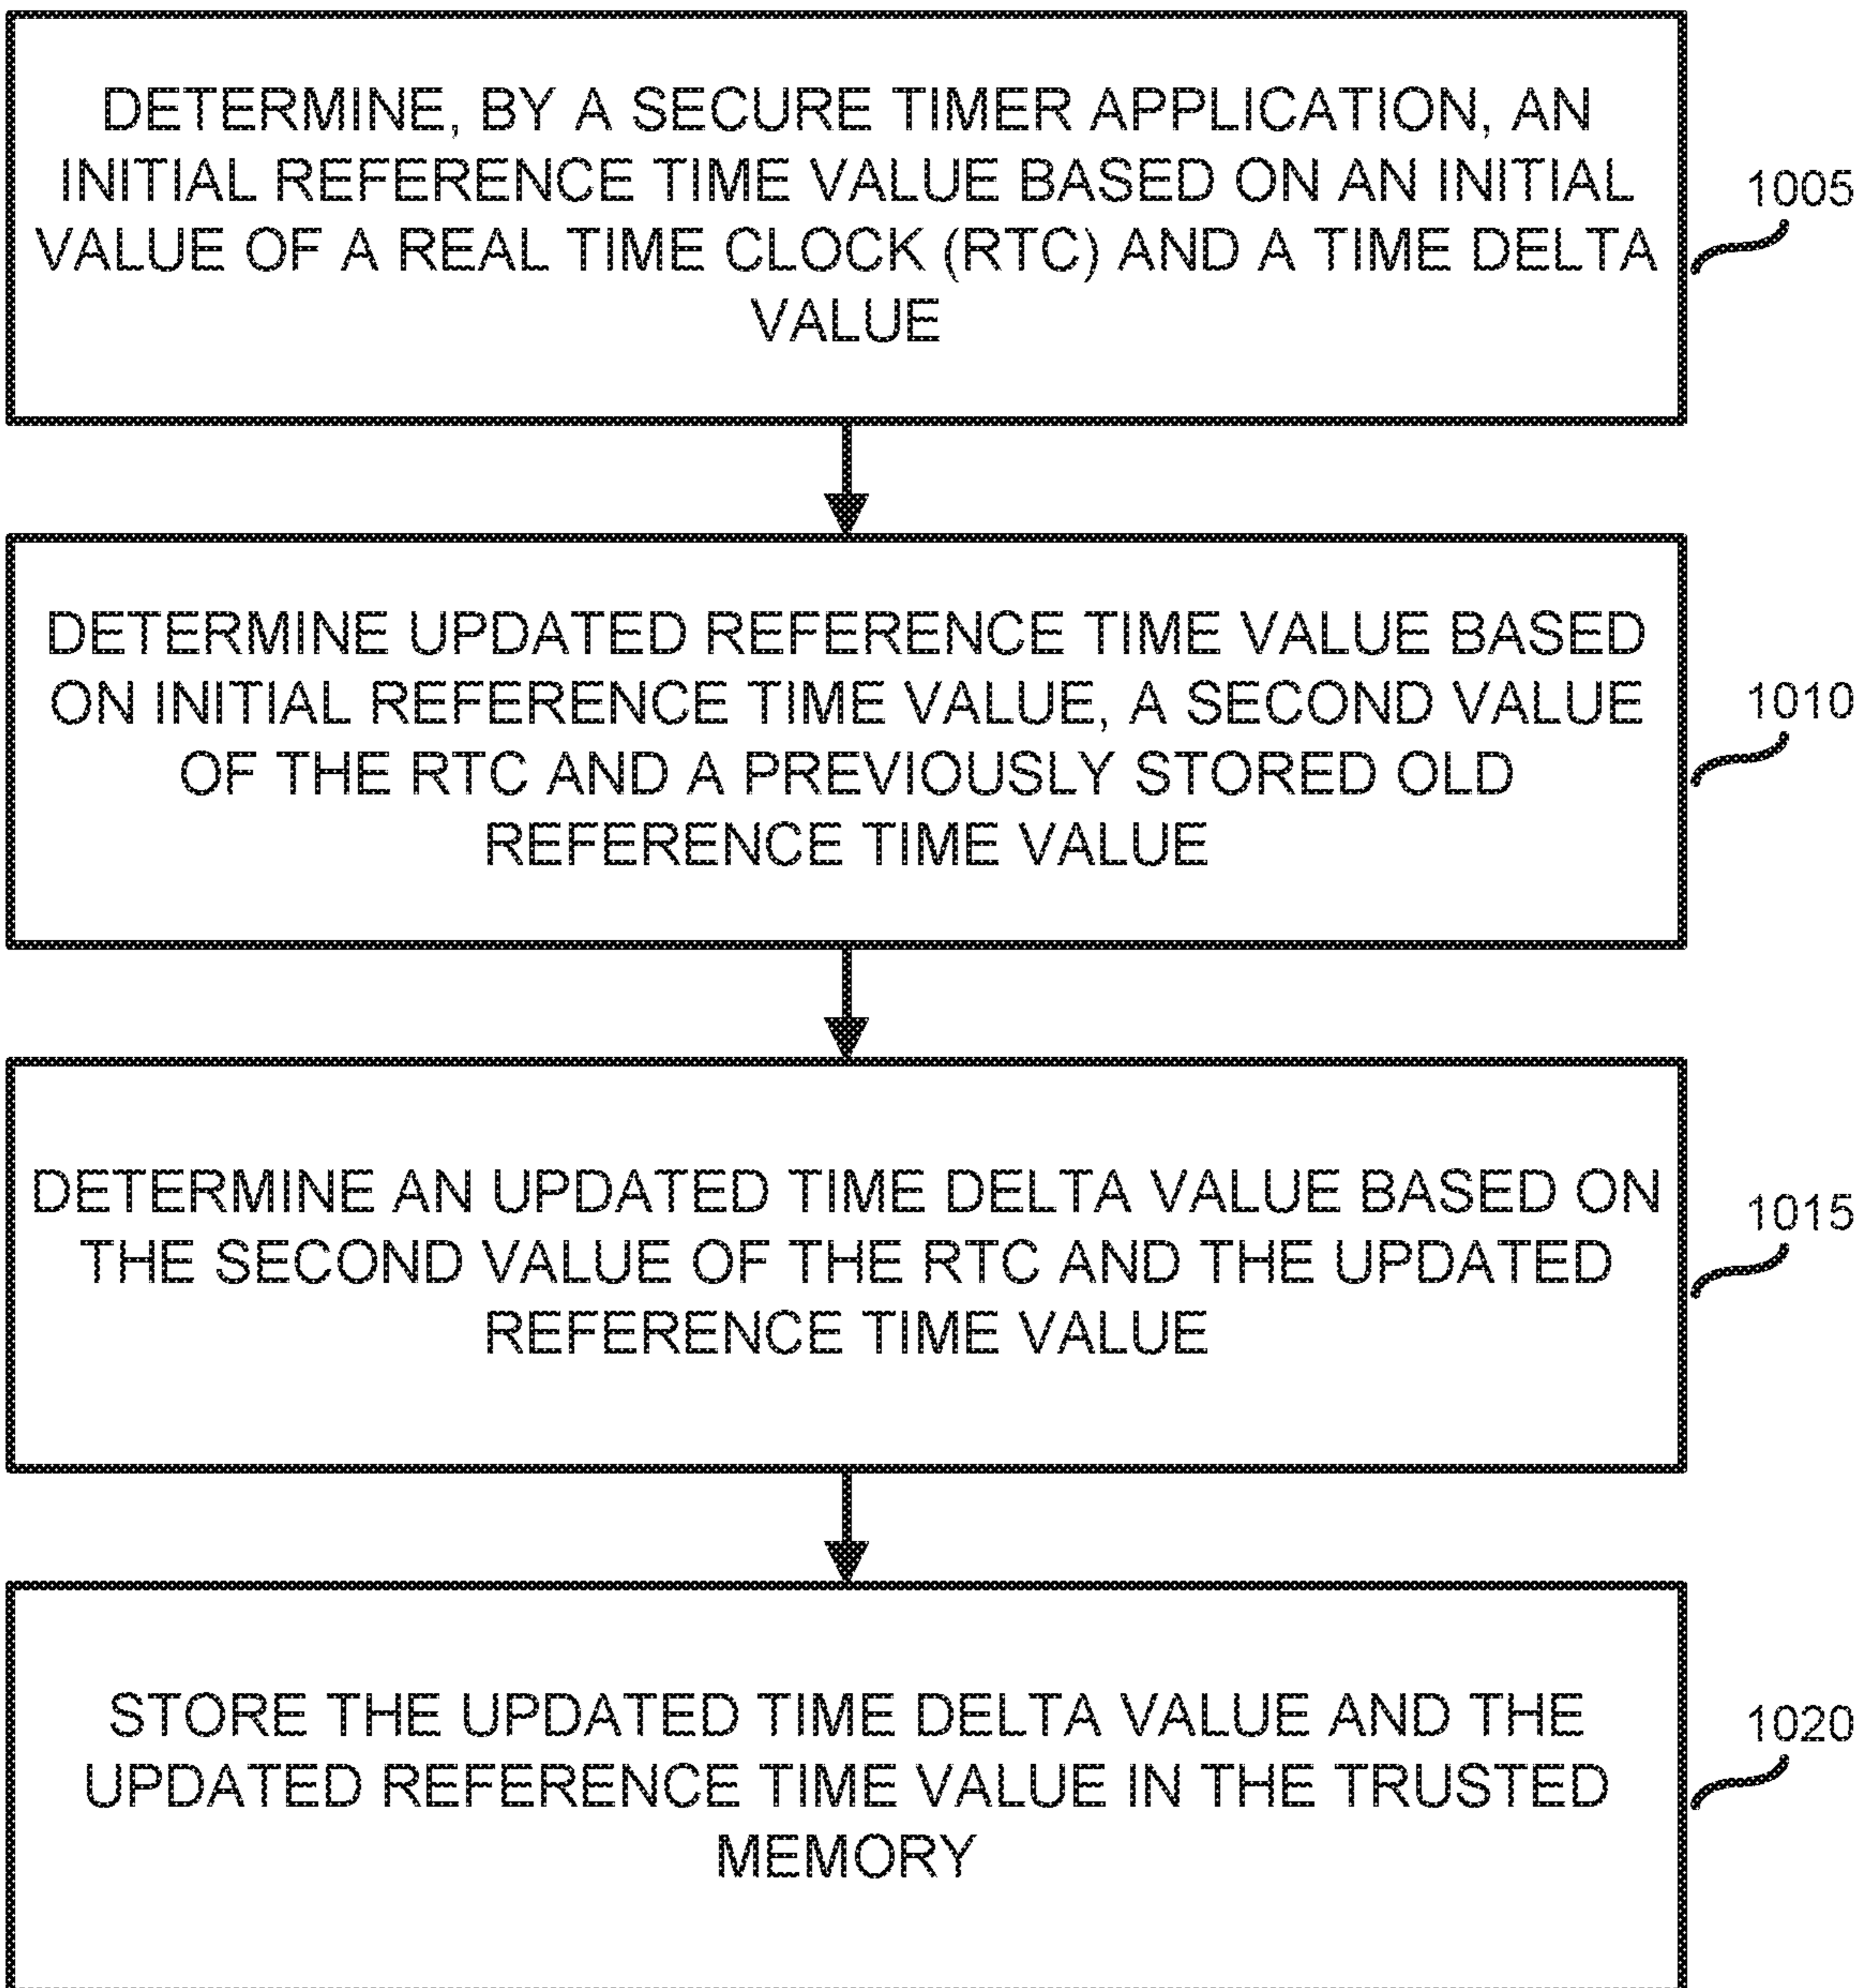 DETERMINE, BY A SECURE TIMER APPLICATION, AN
INITIAL REFERENCE TIME VALUE BASED ON AN INITIAL
VALUE OF A REAL TIME CLOCK (RTC) AND A TIME DELTA
VALUE
1005
DETERMINE UPDATED REFERENCE TIME VALUE BASED
ON INITIAL REFERENCE TIME VALUE, A SECOND VALUE
OF THE RTC AND A PREVIOUSLY STORED OLD
REFERENCE TIME VALUE
1010
DETERMINE AN UPDATED TIME DELTA VALUE BASED ON
THE SECOND VALUE OF THE RTC AND THE UPDATED
REFERENCE TIME VALUE
1015
STORE THE UPDATED TIME DELTA VALUE AND THE
UPDATED REFERENCE TIME VALUE IN THE TRUSTED
MEMORY
1020